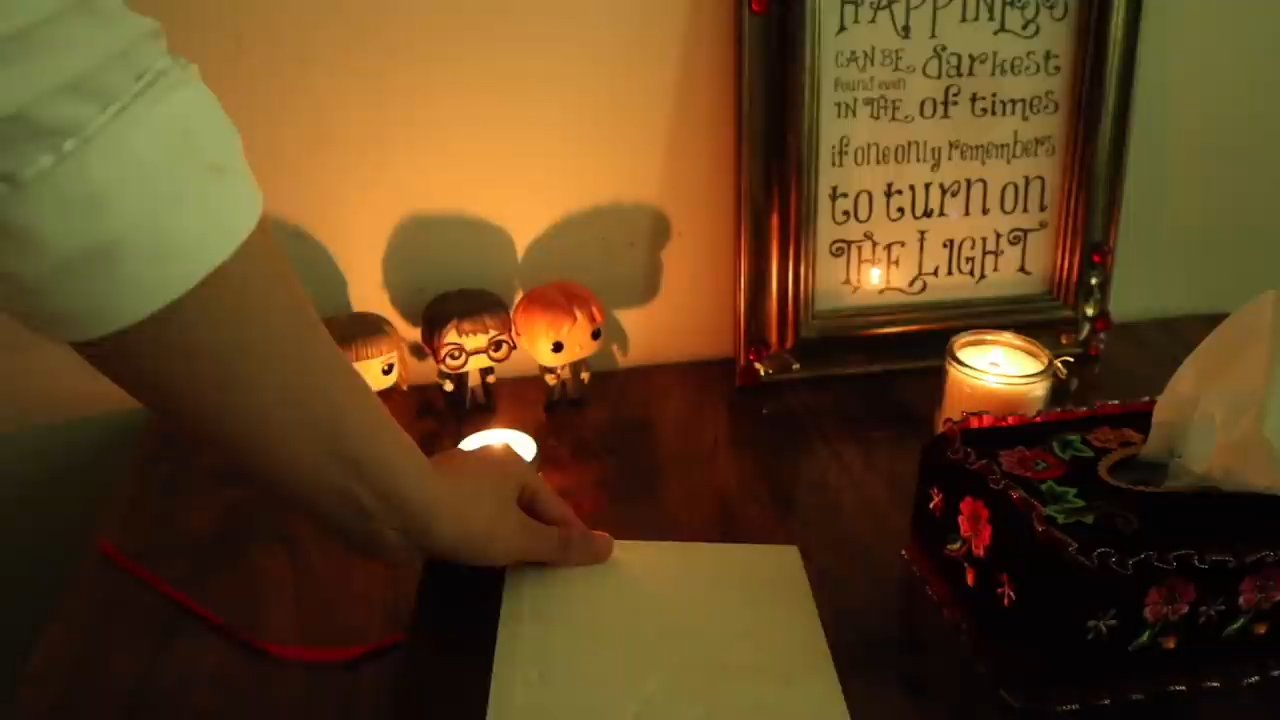 HAPPINESS
CAN BE darkest
found even
IN THE of times
if one only remembers
to turn on
THE LIGHT